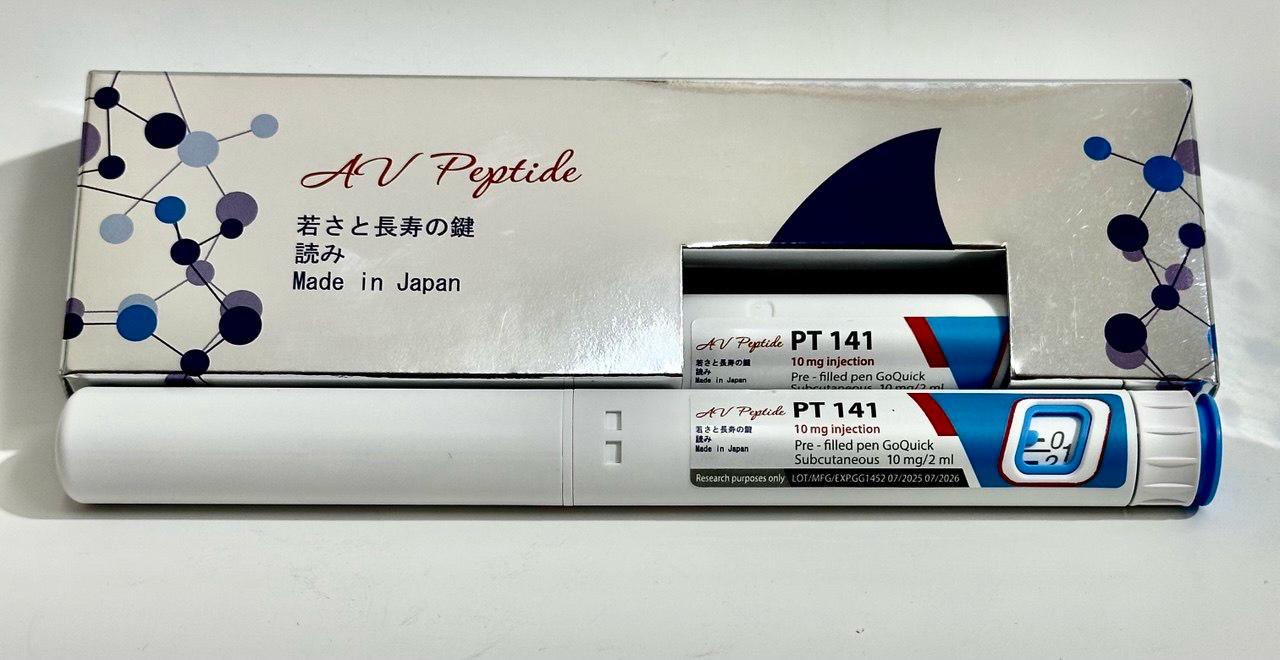 AV Peptide
若さと長寿の鍵
読み
Made in Japan
AV Peptide PT 141
若さと長寿の鍵
読み
Made in Japan
10 mg injection
Pre - filled pen GoQuick
Subcutaneous 10 mg/2 ml
AV Peptide PT 141
若さと長寿の鍵
読み
Made in Japan
10 mg injection
Pre - filled pen GoQuick
Subcutaneous 10 mg/2 ml
Research purposes only LOT/MFG/EXP.GG1452 07/2025 07/2026